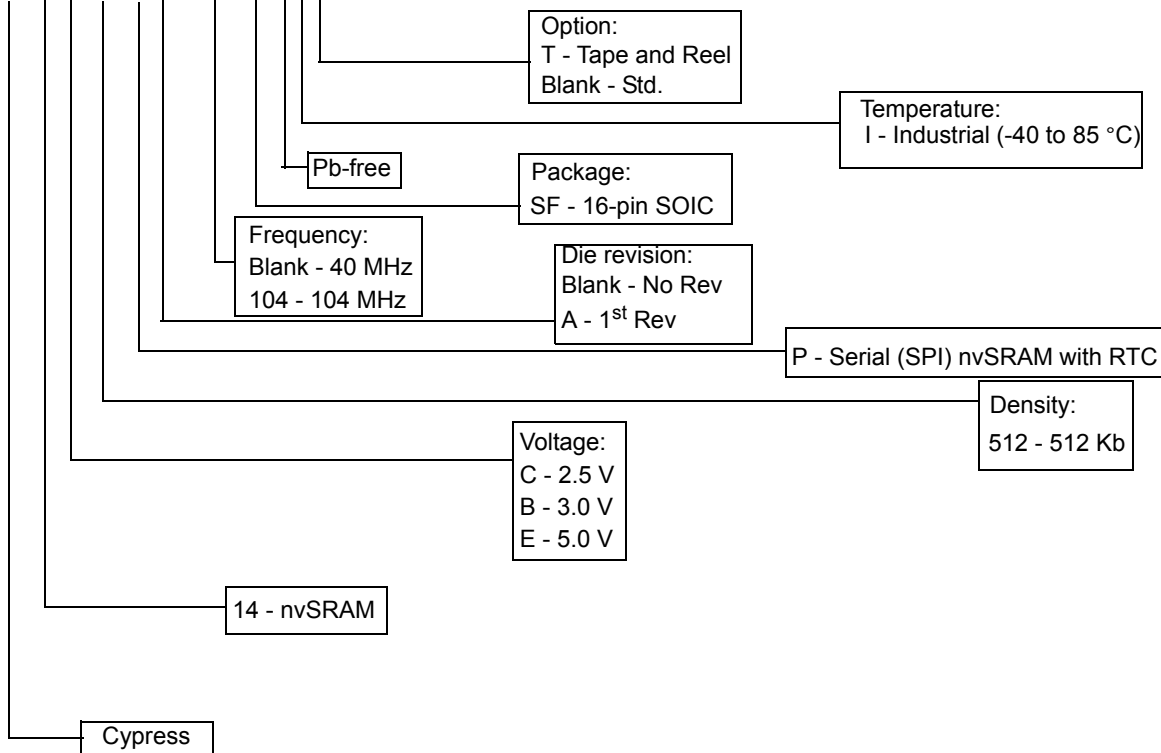 Option:
T - Tape and Reel
Blank - Std.
Temperature:
I - Industrial (-40 to 85 °C)
Pb-free
Package:
SF - 16-pin SOIC
Frequency:
Blank - 40 MHz
104 - 104 MHz
Die revision:
Blank - No Rev
A - 1st Rev
P - Serial (SPI) nvSRAM with RTC
Density:
512 - 512 Kb
Voltage:
C - 2.5 V
B - 3.0 V
E - 5.0 V
14 - nvSRAM
Cypress